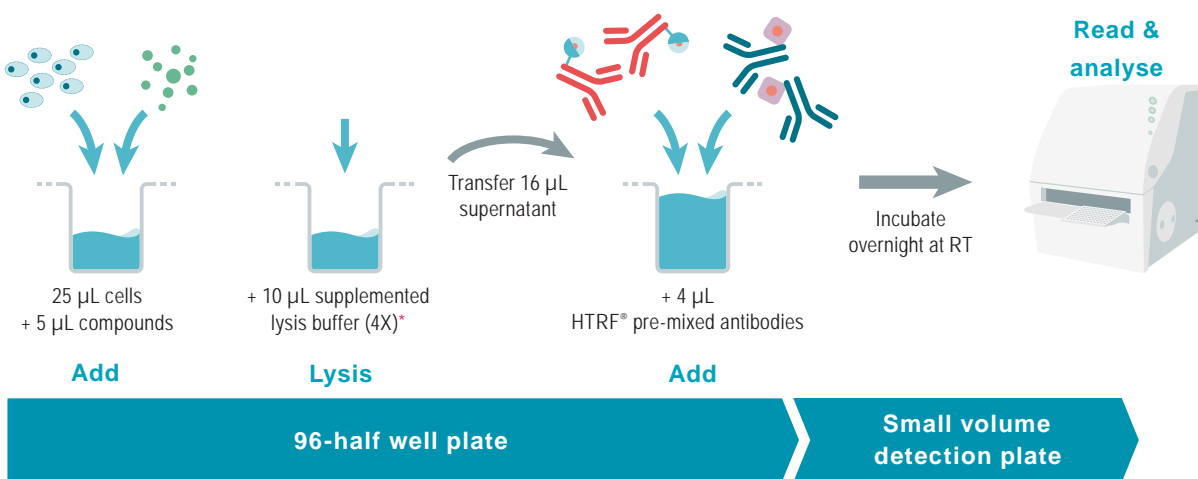 25 µL cells
+ 5 µL compounds
Add
+ 10 µL supplemented
lysis buffer (4X)*
Lysis
Transfer 16 µL
supernatant
+ 4 µL
HTRF® pre-mixed antibodies
Add
Incubate
overnight at RT
Read &
analyse
96-half well plate
Small volume
detection plate